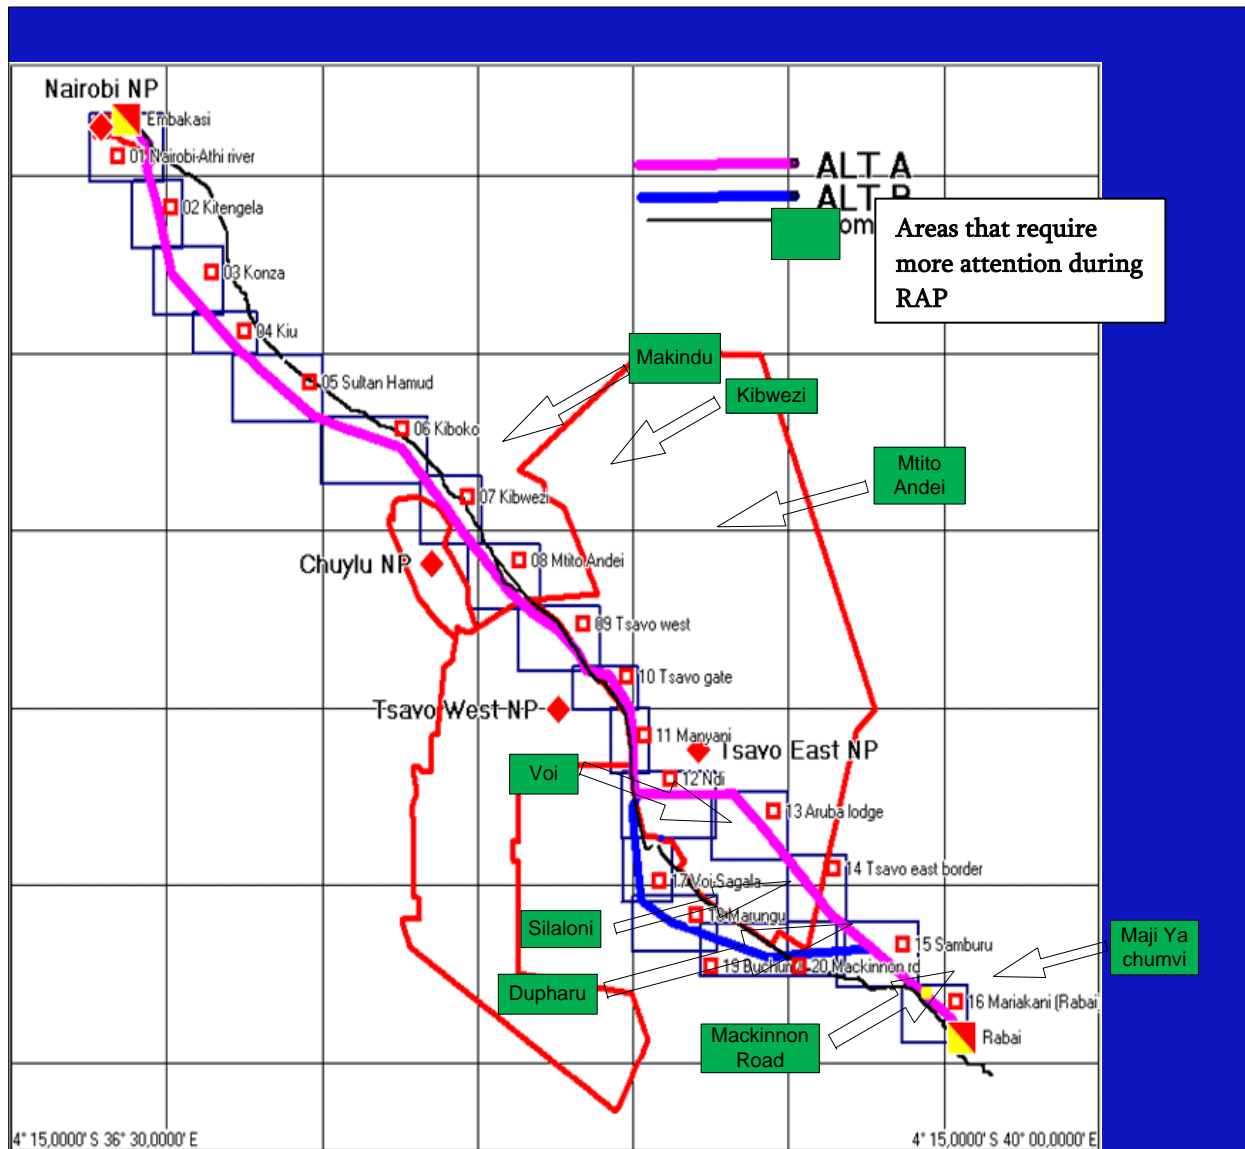 Nairobi NP
Embakasi
01 Nairobi-Athi river
ALT A
ALT B
om
Areas that require
more attention during
RAP
02 Kitengela
03 Konza
04 Kiu
Makindu
05 Sultan Hamud
Kibwezi
06 Kiboko
Mtito
Andei
07 Kibwezi
Chuylu NP
08 Mtito Andei
09 Tsavo west
10 Tsavo gate
Tsavo West NP
11 Manyani
Tsavo East NP
Voi
12 Ndi
13 Aruba lodge
14 Tsavo east border
17 Voi-Sagala
Silaloni
18 Marungu
15 Samburu
Maji Ya
chumvi
19 Buchuma
20 Mackinnon rd
Dupharu
16 Mariakani (Rabai)
Mackinnon
Road
Rabai
4° 15,0000' S 36° 30,0000' E
4° 15,0000' S 40° 00,0000' E